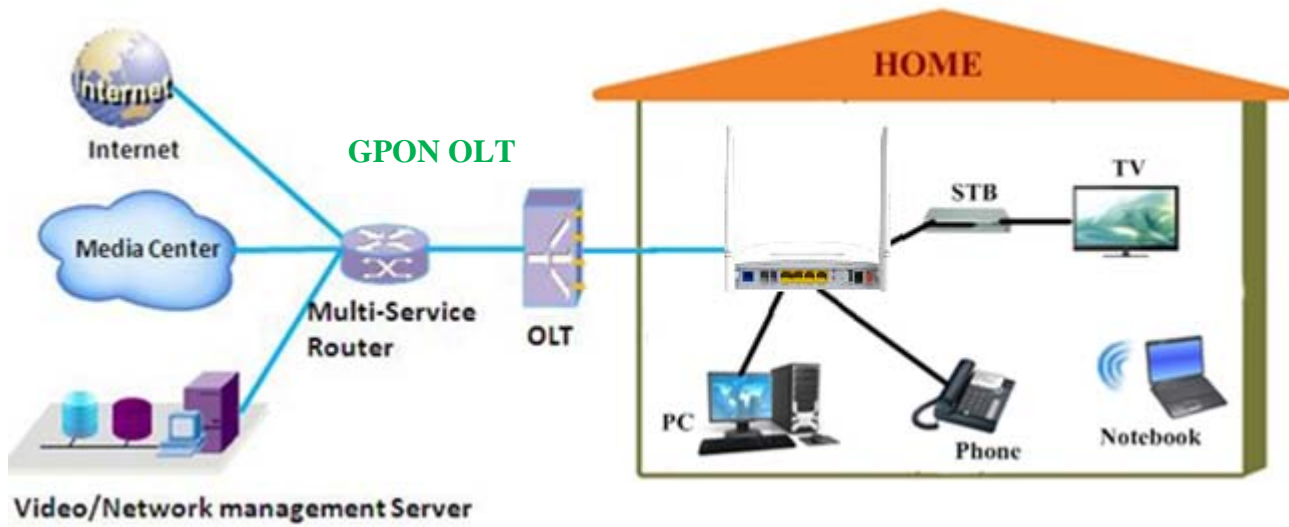 HOME
Internet
Internet
GPON OLT
Media Center
Multi-Service
Router
OLT
STB
TV
PC
Phone
Notebook
Video/Network management Server